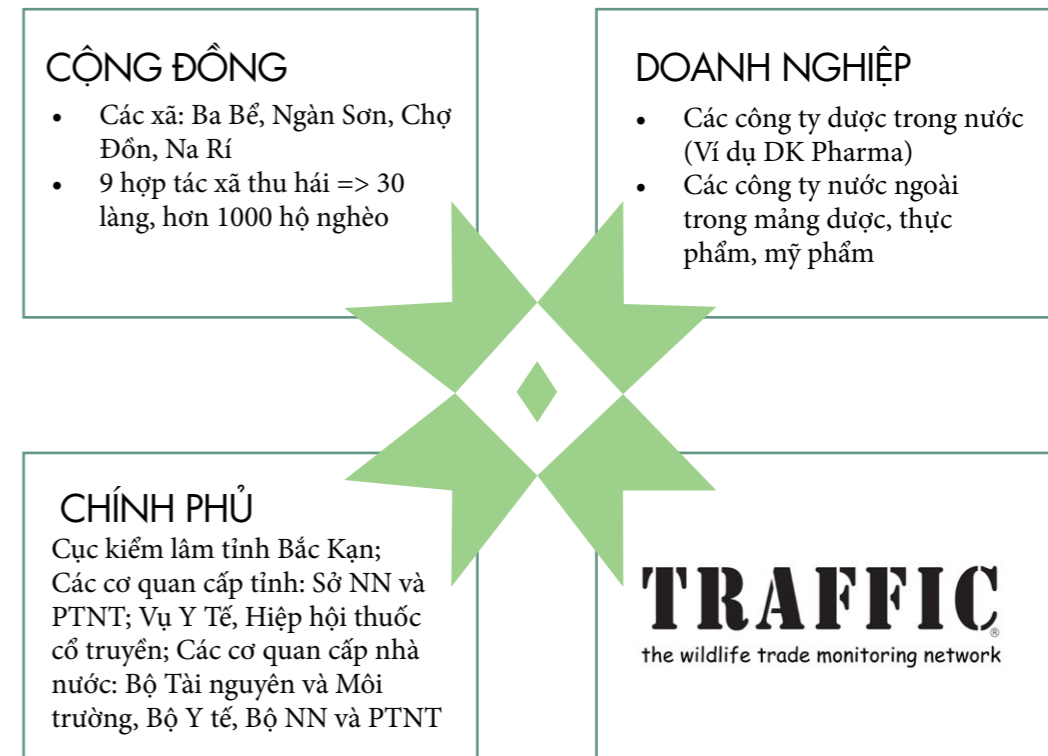 CỘNG ĐỒNG
• Các xã: Ba Bể, Ngàn Sơn, Chợ
Đồn, Na Rí
• 9 hợp tác xã thu hái => 30
làng, hơn 1000 hộ nghèo
DOANH NGHIỆP
• Các công ty dược trong nước
(Ví dụ DK Pharma)
• Các công ty nước ngoài
trong mảng dược, thực
phẩm, mỹ phẩm
CHÍNH PHỦ
Cục kiểm lâm tỉnh Bắc Kạn;
Các cơ quan cấp tỉnh: Sở NN và
PTNT; Vụ Y Tế, Hiệp hội thuốc
cổ truyền; Các cơ quan cấp nhà
nước: Bộ Tài nguyên và Môi
trường, Bộ Y tế, Bộ NN và PTNT
TRAFFIC®
the wildlife trade monitoring network